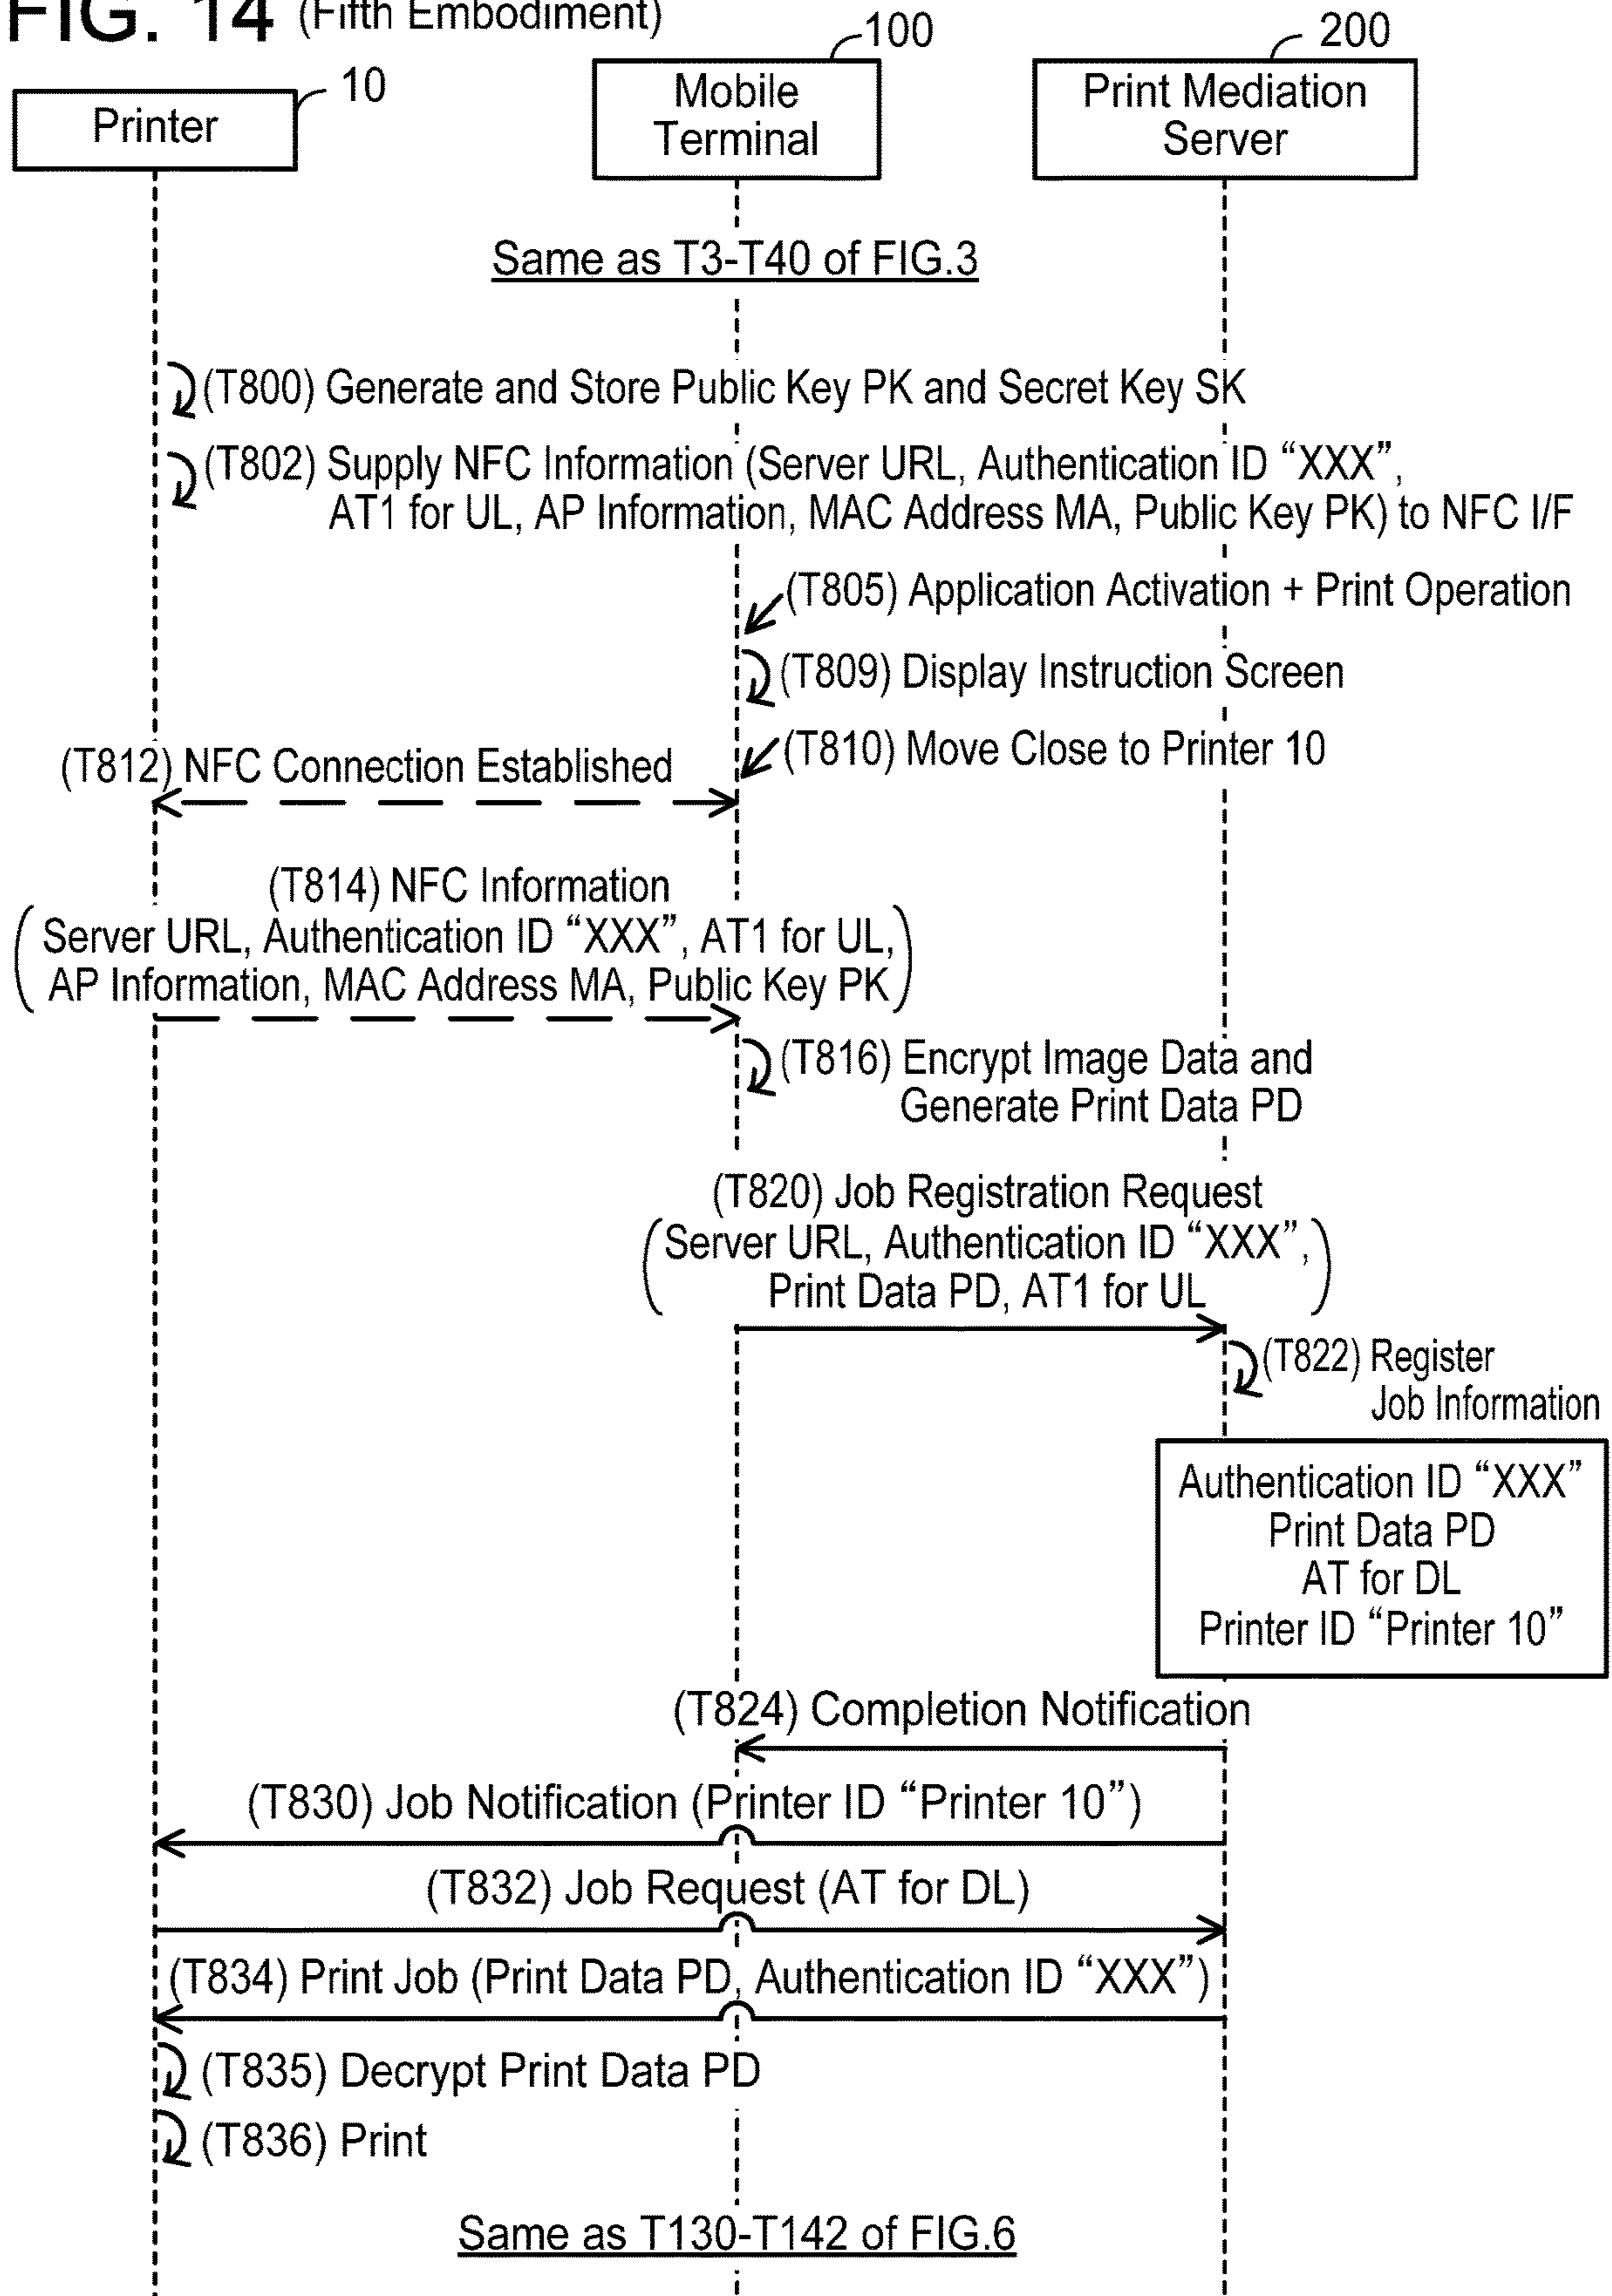 FIG. 14 (Fifth Embodiment)
100
200
10
Printer
Mobile
Terminal
Print Mediation
Server
Same as T3-T40 of FIG.3
(T800) Generate and Store Public Key PK and Secret Key SK
(T802) Supply NFC Information (Server URL, Authentication ID “XXX”,
AT1 for UL, AP Information, MAC Address MA, Public Key PK) to NFC I/F
(T805) Application Activation + Print Operation
(T809) Display Instruction Screen
(T810) Move Close to Printer 10
(T812) NFC Connection Established
(T814) NFC Information
(Server URL, Authentication ID “XXX”, AT1 for UL,
AP Information, MAC Address MA, Public Key PK)
(T816) Encrypt Image Data and
Generate Print Data PD
(T820) Job Registration Request
(Server URL, Authentication ID “XXX”,
Print Data PD, AT1 for UL)
(T822) Register
Job Information
Authentication ID “XXX”
Print Data PD
AT for DL
Printer ID “Printer 10”
(T824) Completion Notification
(T830) Job Notification (Printer ID “Printer 10”)
(T832) Job Request (AT for DL)
(T834) Print Job (Print Data PD, Authentication ID “XXX”)
(T835) Decrypt Print Data PD
(T836) Print
Same as T130-T142 of FIG.6